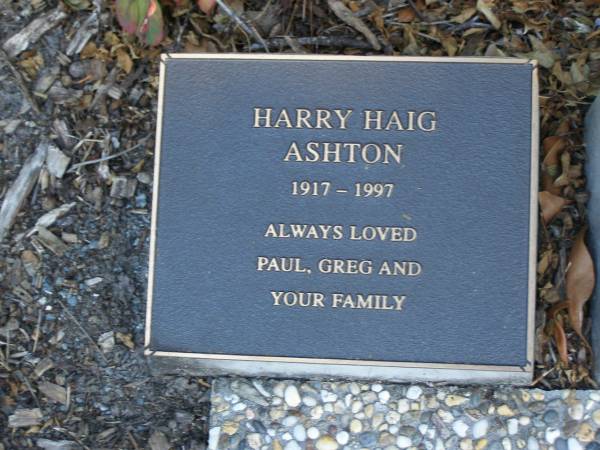 HARRY HAIG
ASHTON
1917 – 1997
ALWAYS LOVED
PAUL, GREG AND
YOUR FAMILY